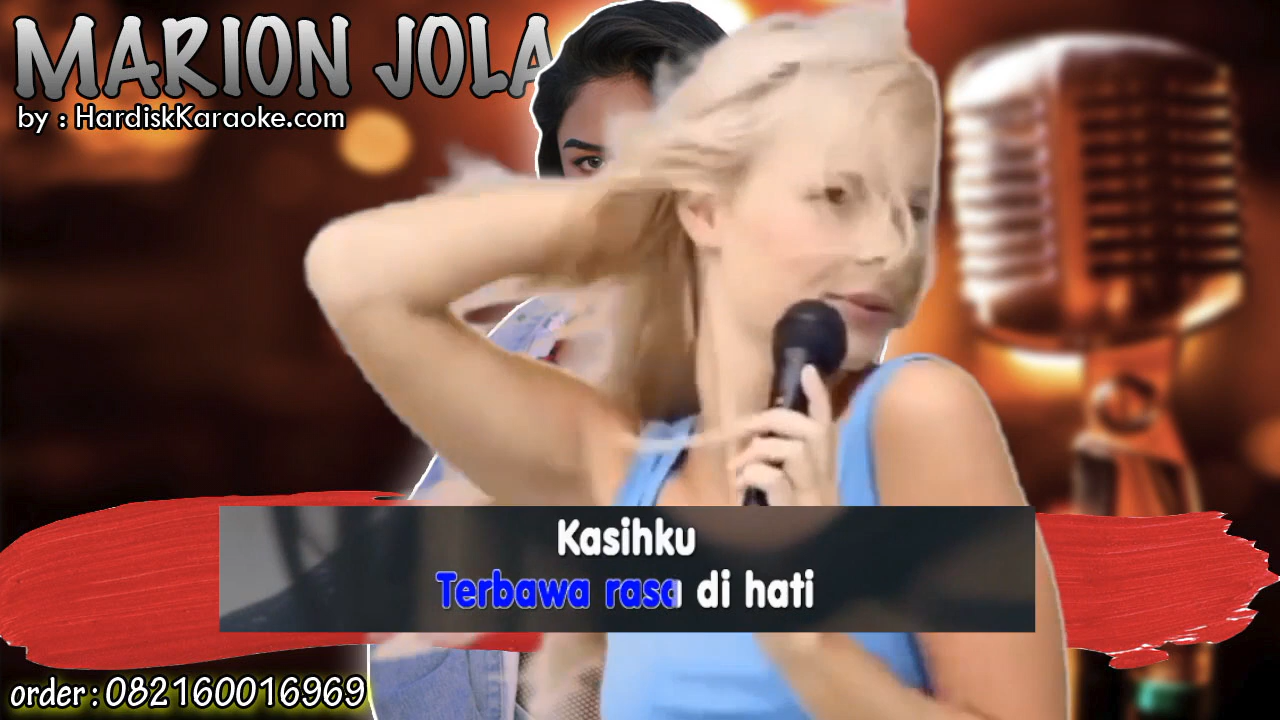 MARION JOLA
by : HardiskKaraoke.com
Kasihku
Terbawa rasa di hati
order : 082160016969